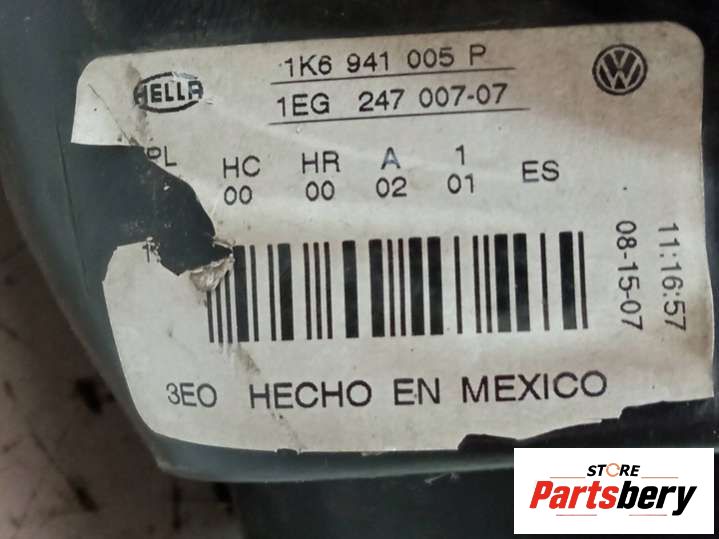 HELLA
1K6 941 005 P
1EG 247 007-07
PL HC HR A 1 ES
00 00 02 01
11:16:57
08-15-07
3EO HECHO EN MEXICO
STORE
Partsbery